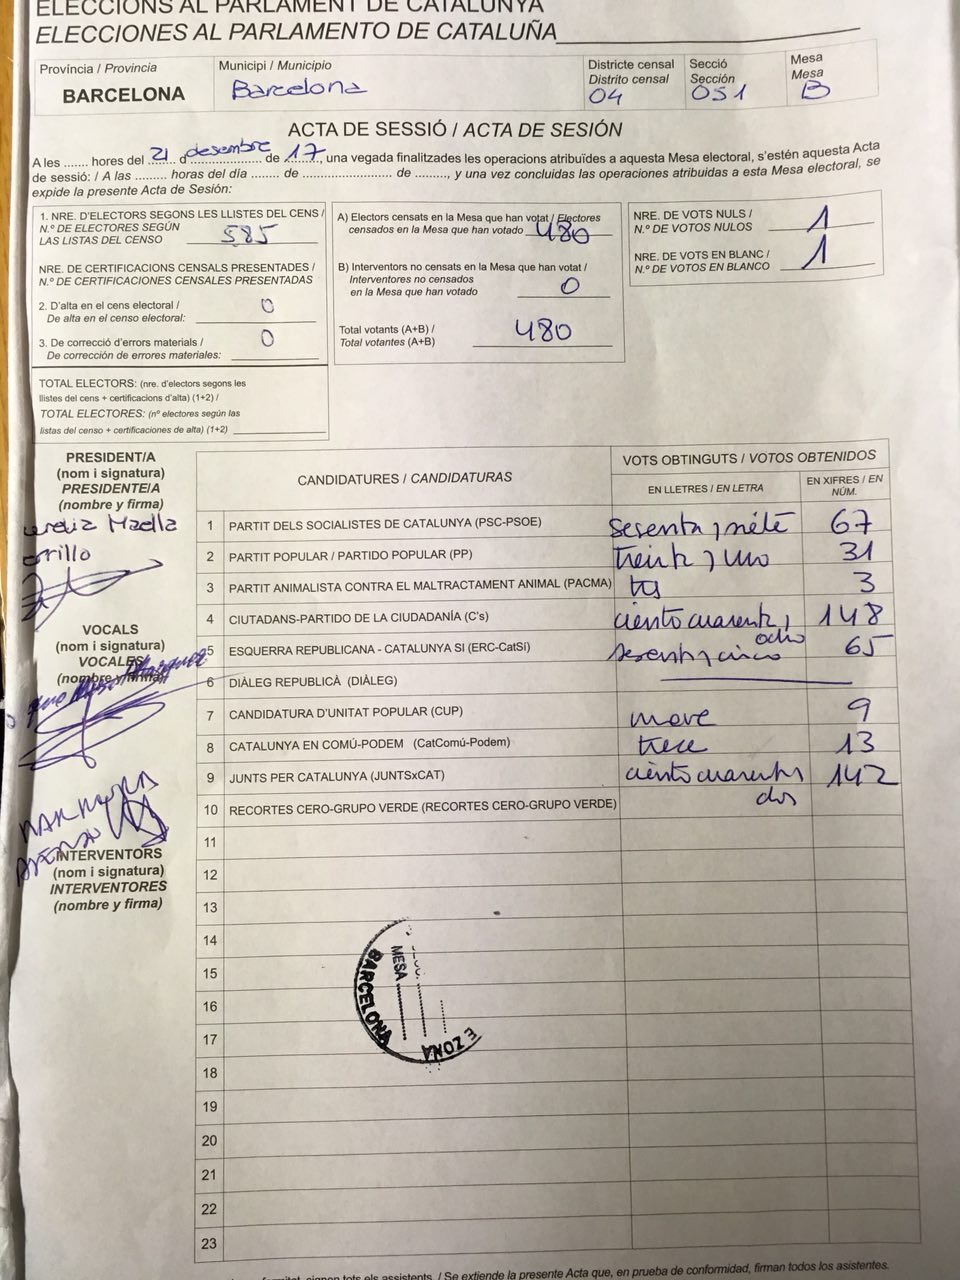 ELECCIONS AL PARLAMENT DE CATALUNYA
ELECCIONES AL PARLAMENTO DE CATALUÑA
Província / Provincia
BARCELONA
Municipi / Municipio
Barcelona
Districte censal
Distrito censal
04
Secció
Sección
051
Mesa
Mesa
B
ACTA DE SESSIÓ / ACTA DE SESIÓN
A les ....... hores del 21 d desembre de 17, una vegada finalitzades les operacions atribuïdes a aquesta Mesa electoral, s'estén aquesta Acta
de sessió: / A las ......... horas del día ........ de ........................ de ........., y una vez concluidas las operaciones atribuidas a esta Mesa electoral, se
expide la presente Acta de Sesión:
1. NRE. D'ELECTORS SEGONS LES LLISTES DEL CENS /
N.º DE ELECTORES SEGÚN
LAS LISTAS DEL CENSO 585
NRE. DE CERTIFICACIONS CENSALS PRESENTADES /
N.º DE CERTIFICACIONES CENSALES PRESENTADAS
2. D'alta en el cens electoral /
De alta en el censo electoral: 0
3. De correcció d'errors materials /
De corrección de errores materiales: 0
TOTAL ELECTORS: (nre. d'electors segons les
llistes del cens + certificacions d'alta) (1+2) /
TOTAL ELECTORES: (nº electores según las
listas del censo + certificaciones de alta) (1+2)
A) Electors censats en la Mesa que han votat / Electores
censados en la Mesa que han votado 480
B) Interventors no censats en la Mesa que han votat /
Interventores no censados
en la Mesa que han votado 0
Total votants (A+B) /
Total votantes (A+B) 480
NRE. DE VOTS NULS /
N.º DE VOTOS NULOS 1
NRE. DE VOTS EN BLANC /
N.º DE VOTOS EN BLANCO 1
PRESIDENT/A
(nom i signatura)
PRESIDENTE/A
(nombre y firma)
VOCALS
(nom i signatura)
VOCALES
(nombre y firma)
INTERVENTORS
(nom i signatura)
INTERVENTORES
(nombre y firma)
CANDIDATURES / CANDIDATURAS
VOTS OBTINGUTS / VOTOS OBTENIDOS
EN LLETRES / EN LETRA
EN XIFRES / EN NÚM.
1 PARTIT DELS SOCIALISTES DE CATALUNYA (PSC-PSOE) sesenta y siete 67
2 PARTIT POPULAR / PARTIDO POPULAR (PP) treinta y uno 31
3 PARTIT ANIMALISTA CONTRA EL MALTRACTAMENT ANIMAL (PACMA) tres 3
4 CIUTADANS-PARTIDO DE LA CIUDADANÍA (C's) ciento cuarenta y ocho 148
5 ESQUERRA REPUBLICANA - CATALUNYA SI (ERC-CatSí) sesenta y cinco 65
6 DIÀLEG REPUBLICÀ (DIÀLEG)
7 CANDIDATURA D'UNITAT POPULAR (CUP) nueve 9
8 CATALUNYA EN COMÚ-PODEM (CatComú-Podem) trece 13
9 JUNTS PER CATALUNYA (JUNTSxCAT) ciento cuarenta dos 142
10 RECORTES CERO-GRUPO VERDE (RECORTES CERO-GRUPO VERDE)
11
12
13
14
15
16
17
18
19
20
21
22
23
MESA
BARCELONA
E ZONA
signen tots els assistents. / Se extiende la presente Acta que, en prueba de conformidad, firman todos los asistentes.